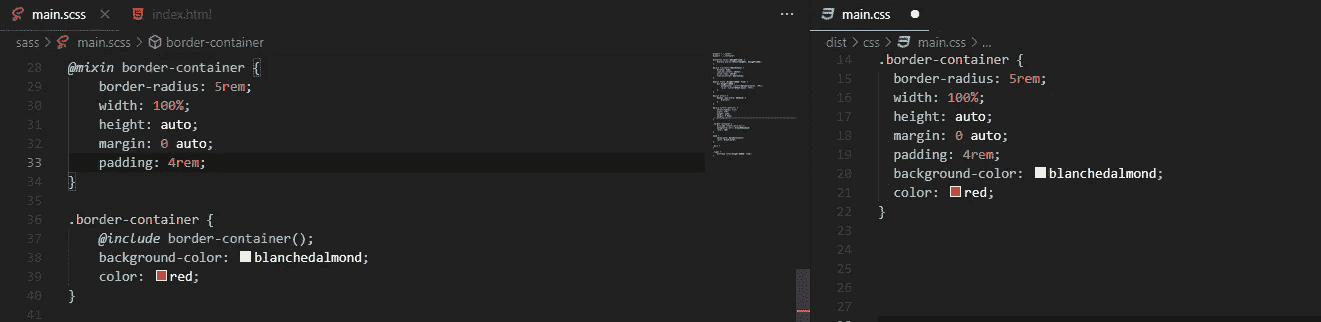 main.scss × index.html ...
sass > main.scss > border-container
28 @mixin border-container {
29 border-radius: 5rem;
30 width: 100%;
31 height: auto;
32 margin: 0 auto;
33 padding: 4rem;
34 }
35
36 .border-container {
37 @include border-container();
38 background-color: blanchedalmond;
39 color: red;
40 }
41
main.css
dist > css > main.css > ...
14 .border-container {
15 border-radius: 5rem;
16 width: 100%;
17 height: auto;
18 margin: 0 auto;
19 padding: 4rem;
20 background-color: blanchedalmond;
21 color: red;
22 }
23
24
25
26
27